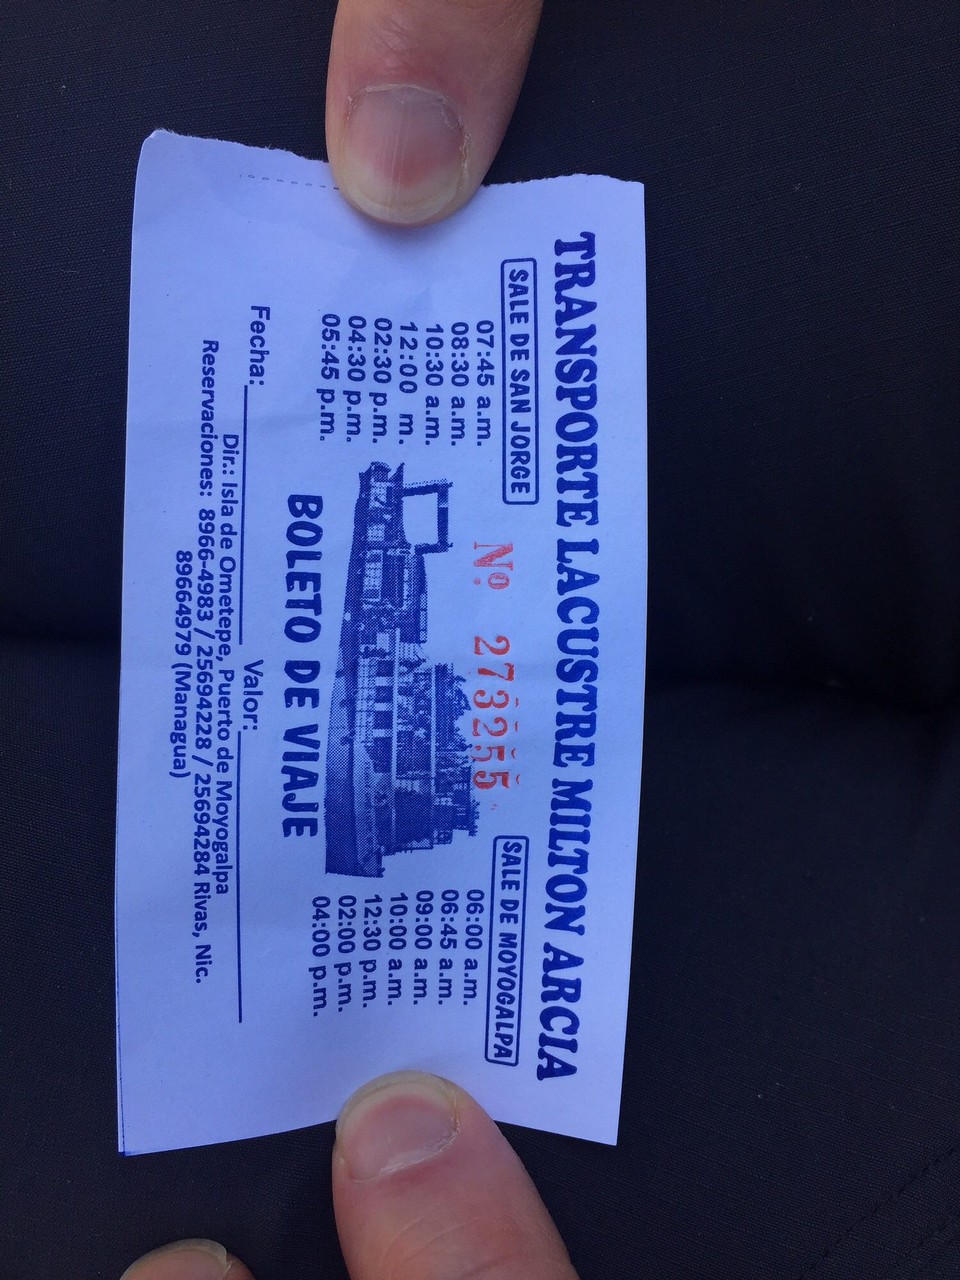 TRANSPORTE LACUSTRE MILTON ARCIA
SALE DE SAN JORGE
07:45 a.m.
08:30 a.m.
10:30 a.m.
12:00 m.
02:30 p.m.
04:30 p.m.
05:45 p.m.
Nº 273255
SALE DE MOYOGALPA
06:00 a.m.
06:45 a.m.
09:00 a.m.
10:00 a.m.
12:30 p.m.
02:00 p.m.
04:00 p.m.
BOLETO DE VIAJE
Fecha: Valor:
Dir.: Isla de Ometepe, Puerto de Moyogalpa
Reservaciones: 8966-4983 / 25694228 / 25694284 Rivas, Nic.
89664979 (Managua)